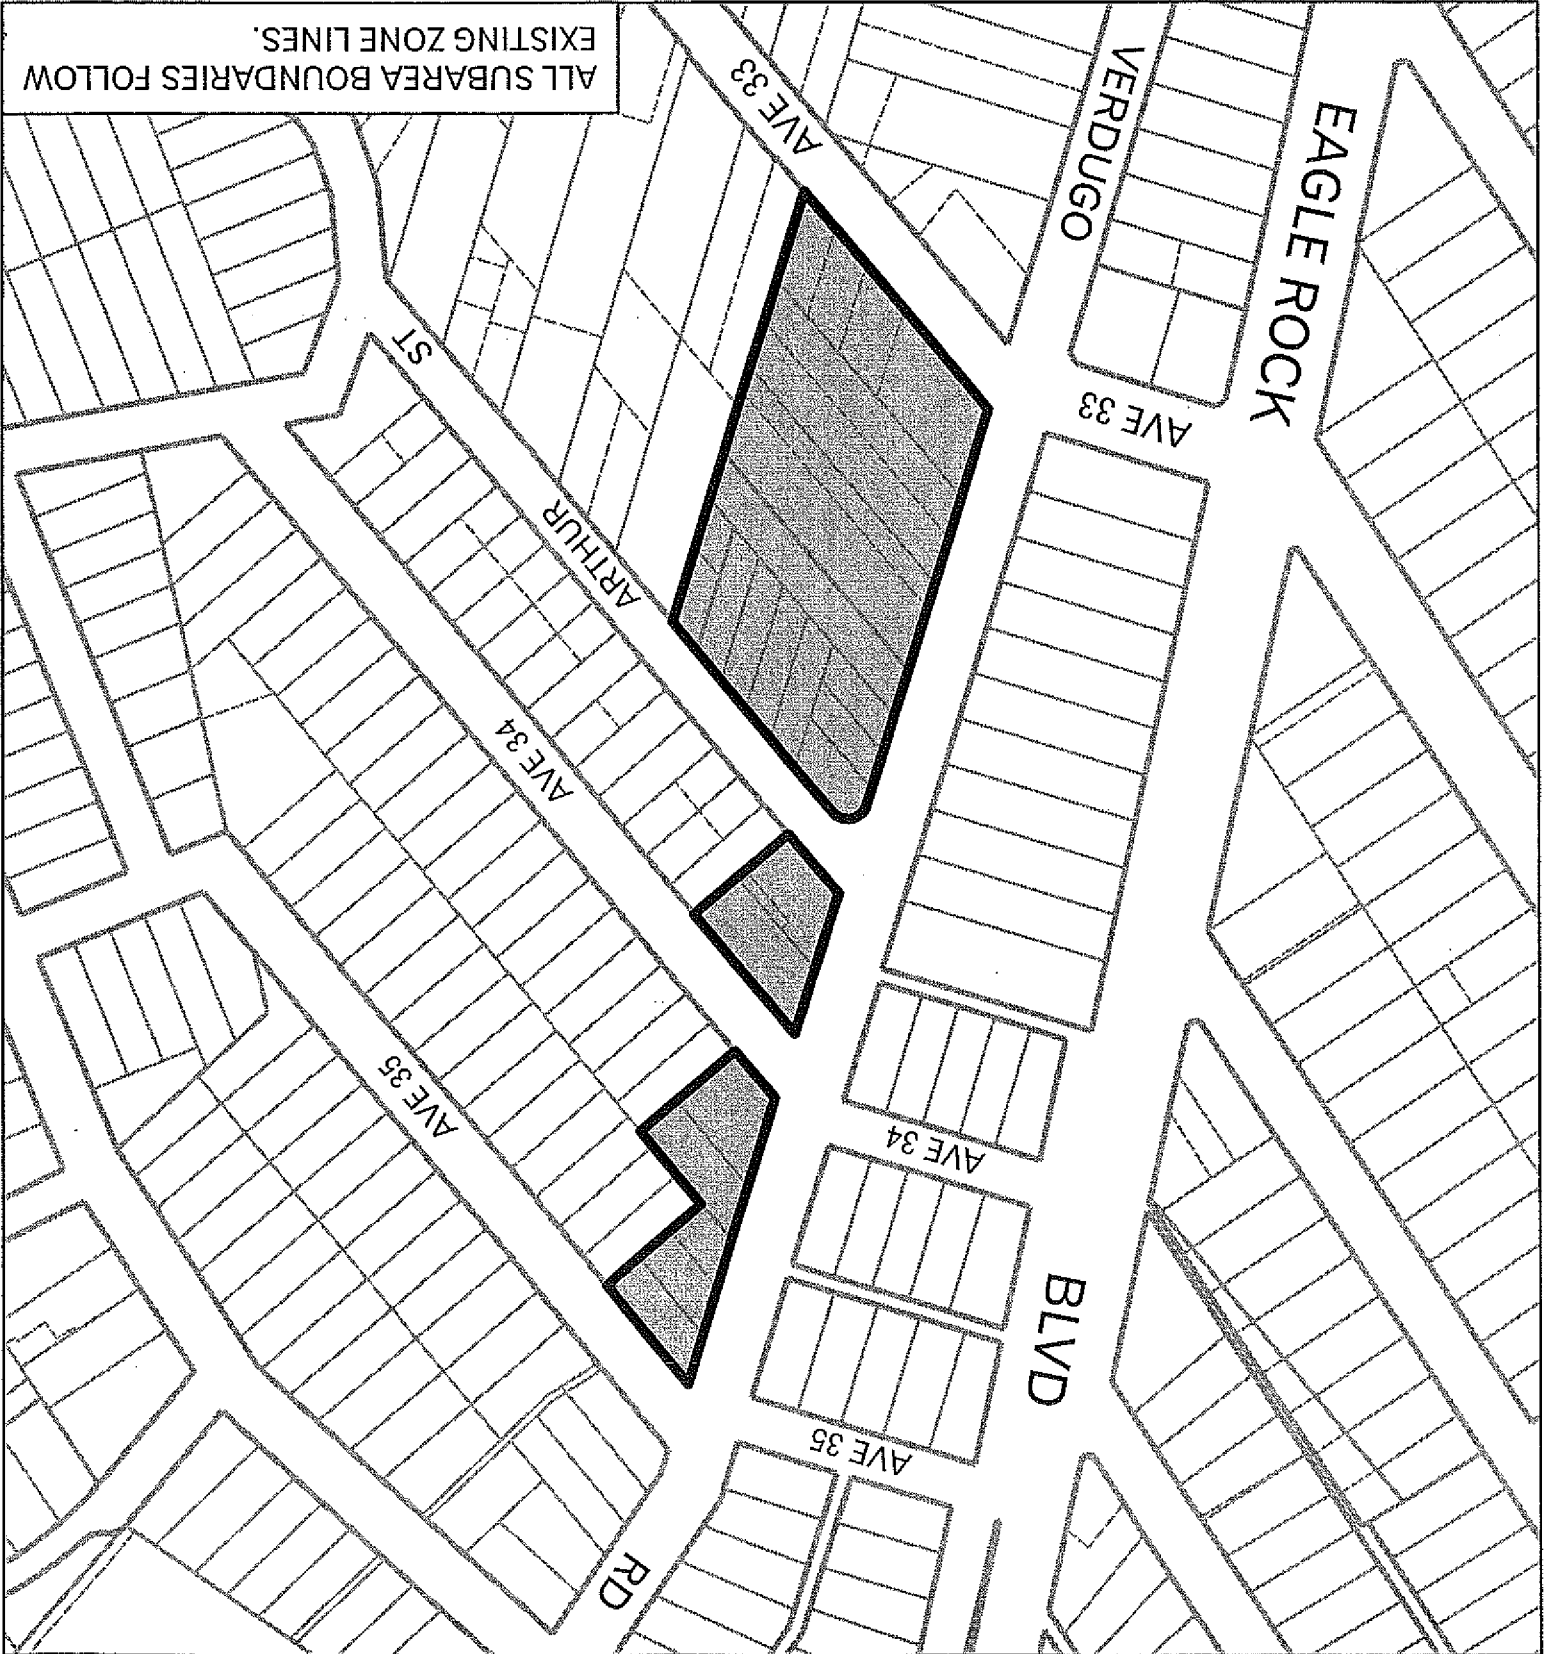 ALL SUBAREA BOUNDARIES FOLLOW
EXISTING ZONE LINES.
RD
AVE 35
BLVD
AVE 34
AVE 35
AVE 34
ARTHUR
ST
AVE 33
EAGLE ROCK
VERDUGO
AVE 33